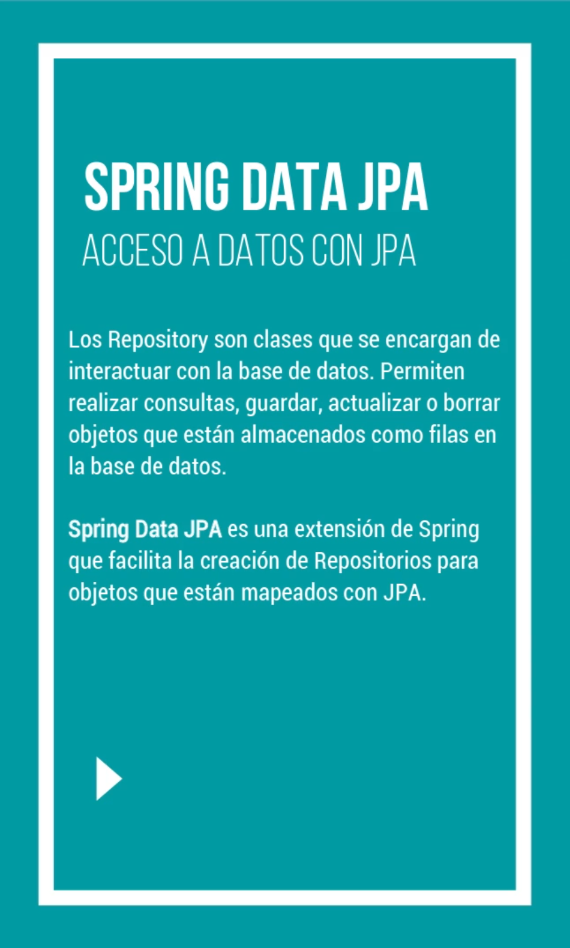 SPRING DATA JPA
ACCESO A DATOS CON JPA
Los Repository son clases que se encargan de
interactuar con la base de datos. Permiten
realizar consultas, guardar, actualizar o borrar
objetos que están almacenados como filas en
la base de datos.
Spring Data JPA es una extensión de Spring
que facilita la creación de Repositorios para
objetos que están mapeados con JPA.